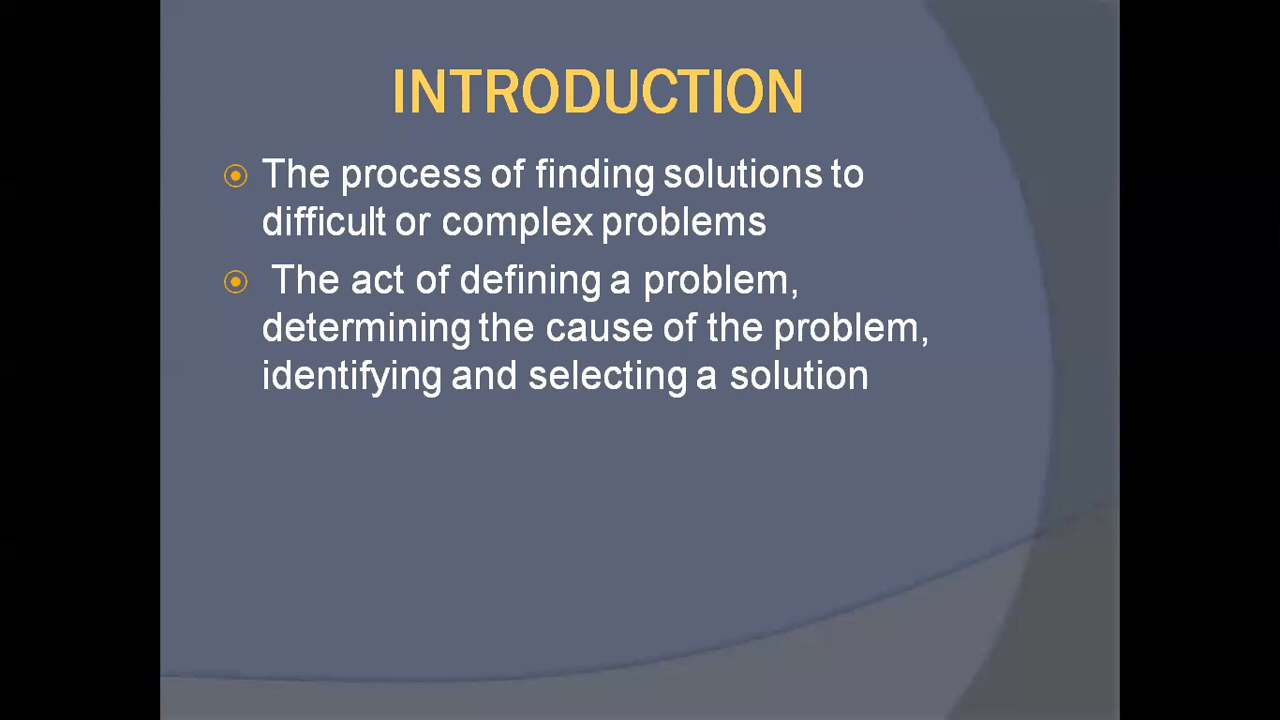 INTRODUCTION
The process of finding solutions to
difficult or complex problems
The act of defining a problem,
determining the cause of the problem,
identifying and selecting a solution